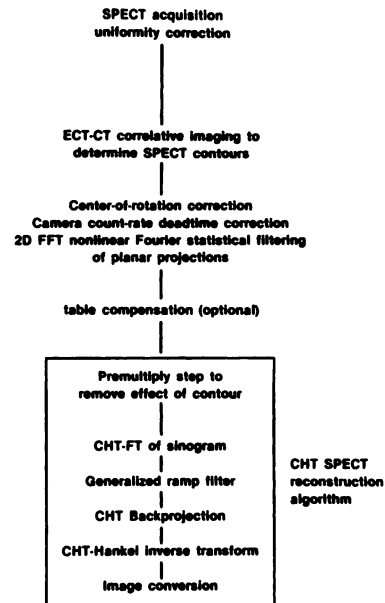 SPECT acquisition
uniformity correction
ECT-CT correlative imaging to
determine SPECT contours
Center-of-rotation correction
Camera count-rate deadtime correction
2D FFT nonlinear Fourier statistical filtering
of planar projections
table compensation (optional)
Premultiply step to
remove effect of contour
CHT-FT of sinogram
Generalized ramp filter
CHT Backprojection
CHT-Hankel inverse transform
Image conversion
CHT SPECT
reconstruction
algorithm